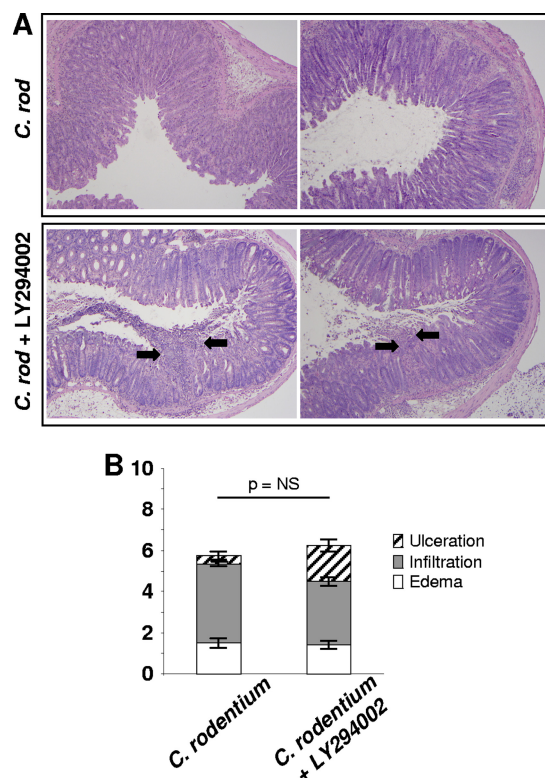 A
C. rod
C. rod + LY294002
B
10
8
6
4
2
0
p = NS
Ulceration
Infiltration
Edema
C. rodentium
C. rodentium
+ LY294002